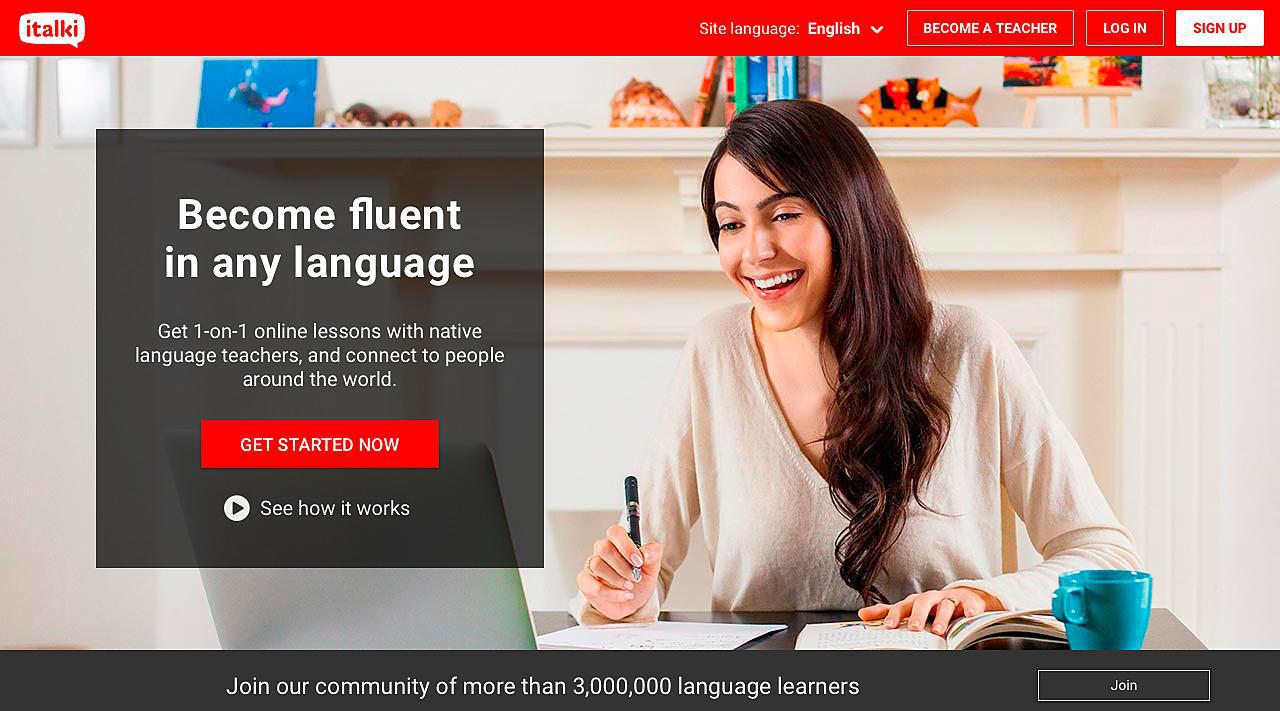 italki
Site language: English
BECOME A TEACHER
LOG IN
SIGN UP
Become fluent
in any language
Get 1-on-1 online lessons with native
language teachers, and connect to people
around the world.
GET STARTED NOW
See how it works
Join our community of more than 3,000,000 language learners
Join